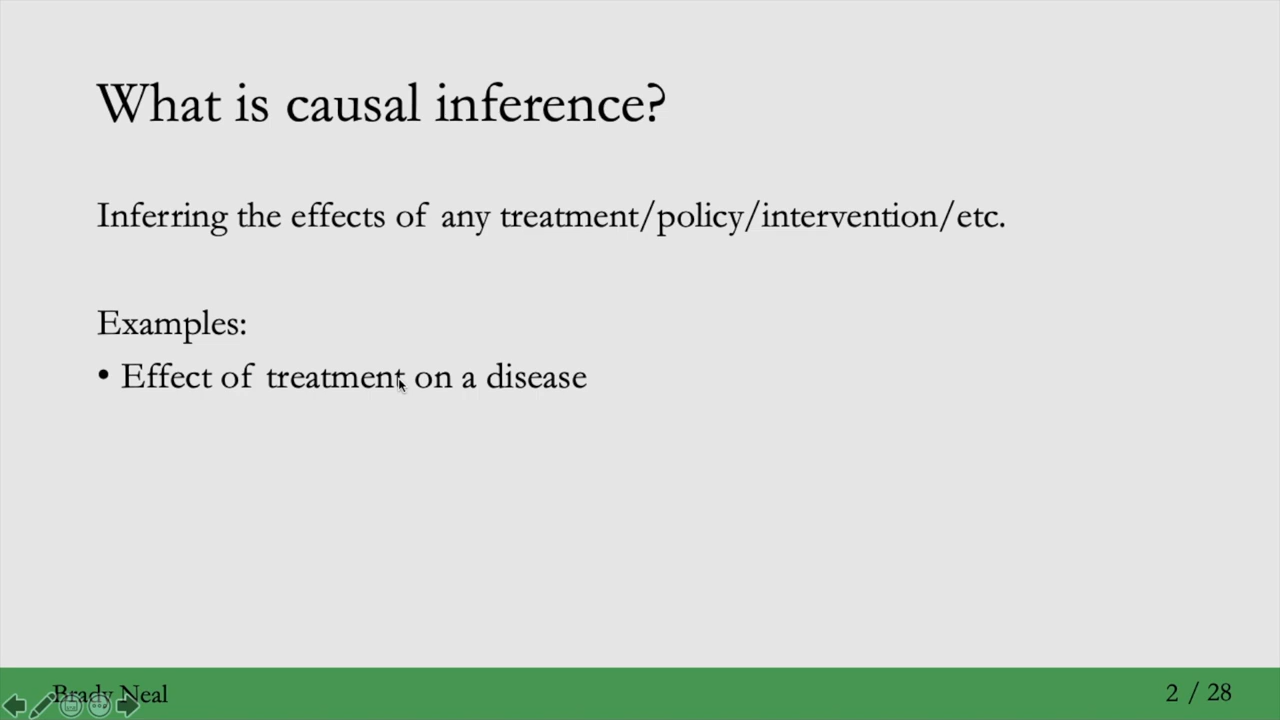 What is causal inference?
Inferring the effects of any treatment/policy/intervention/etc.
Examples:
• Effect of treatment on a disease
Brady Neal
2 / 28